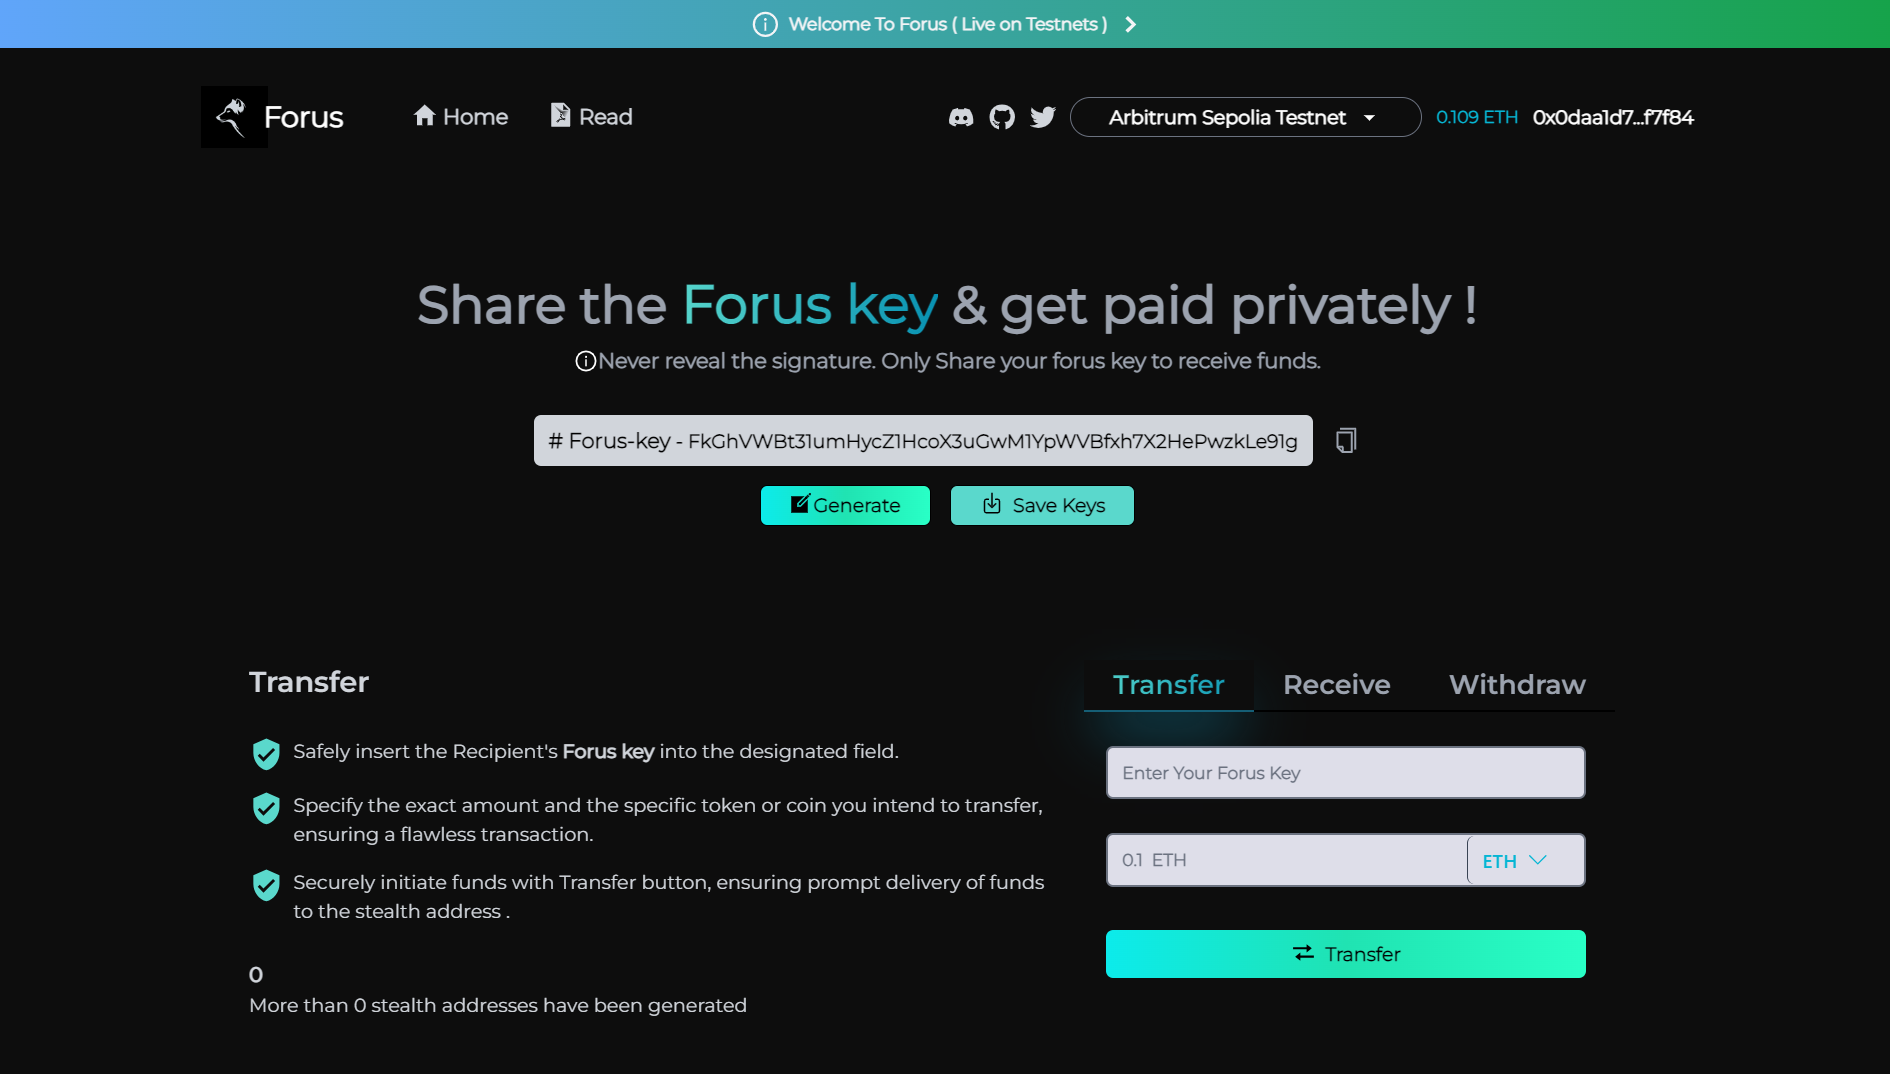 Welcome To Forus ( Live on Testnets )
Forus
Home
Read
Arbitrum Sepolia Testnet
0.109 ETH
0x0daa1d7...f7f84
Share the Forus key & get paid privately !
Never reveal the signature. Only Share your forus key to receive funds.
# Forus-key - FkGhVWBt31umHycZ1HcoX3uGwM1YpWVBfxh7X2HePwzkLe91g
Generate
Save Keys
Transfer
Safely insert the Recipient's Forus key into the designated field.
Specify the exact amount and the specific token or coin you intend to transfer,
ensuring a flawless transaction.
Securely initiate funds with Transfer button, ensuring prompt delivery of funds
to the stealth address .
0
More than 0 stealth addresses have been generated
Transfer
Receive
Withdraw
Enter Your Forus Key
0.1 ETH
ETH
Transfer